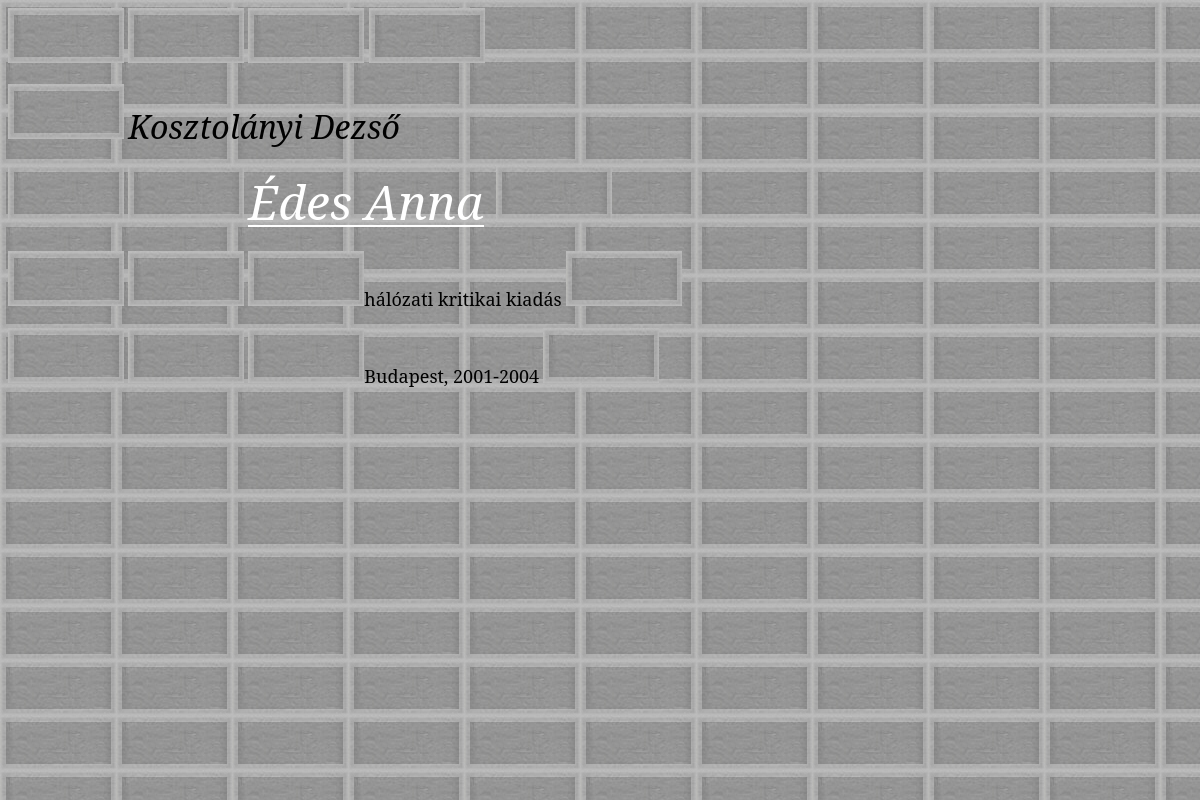 Kosztolányi Dezső
Édes Anna
hálózati kritikai kiadás
Budapest, 2001-2004